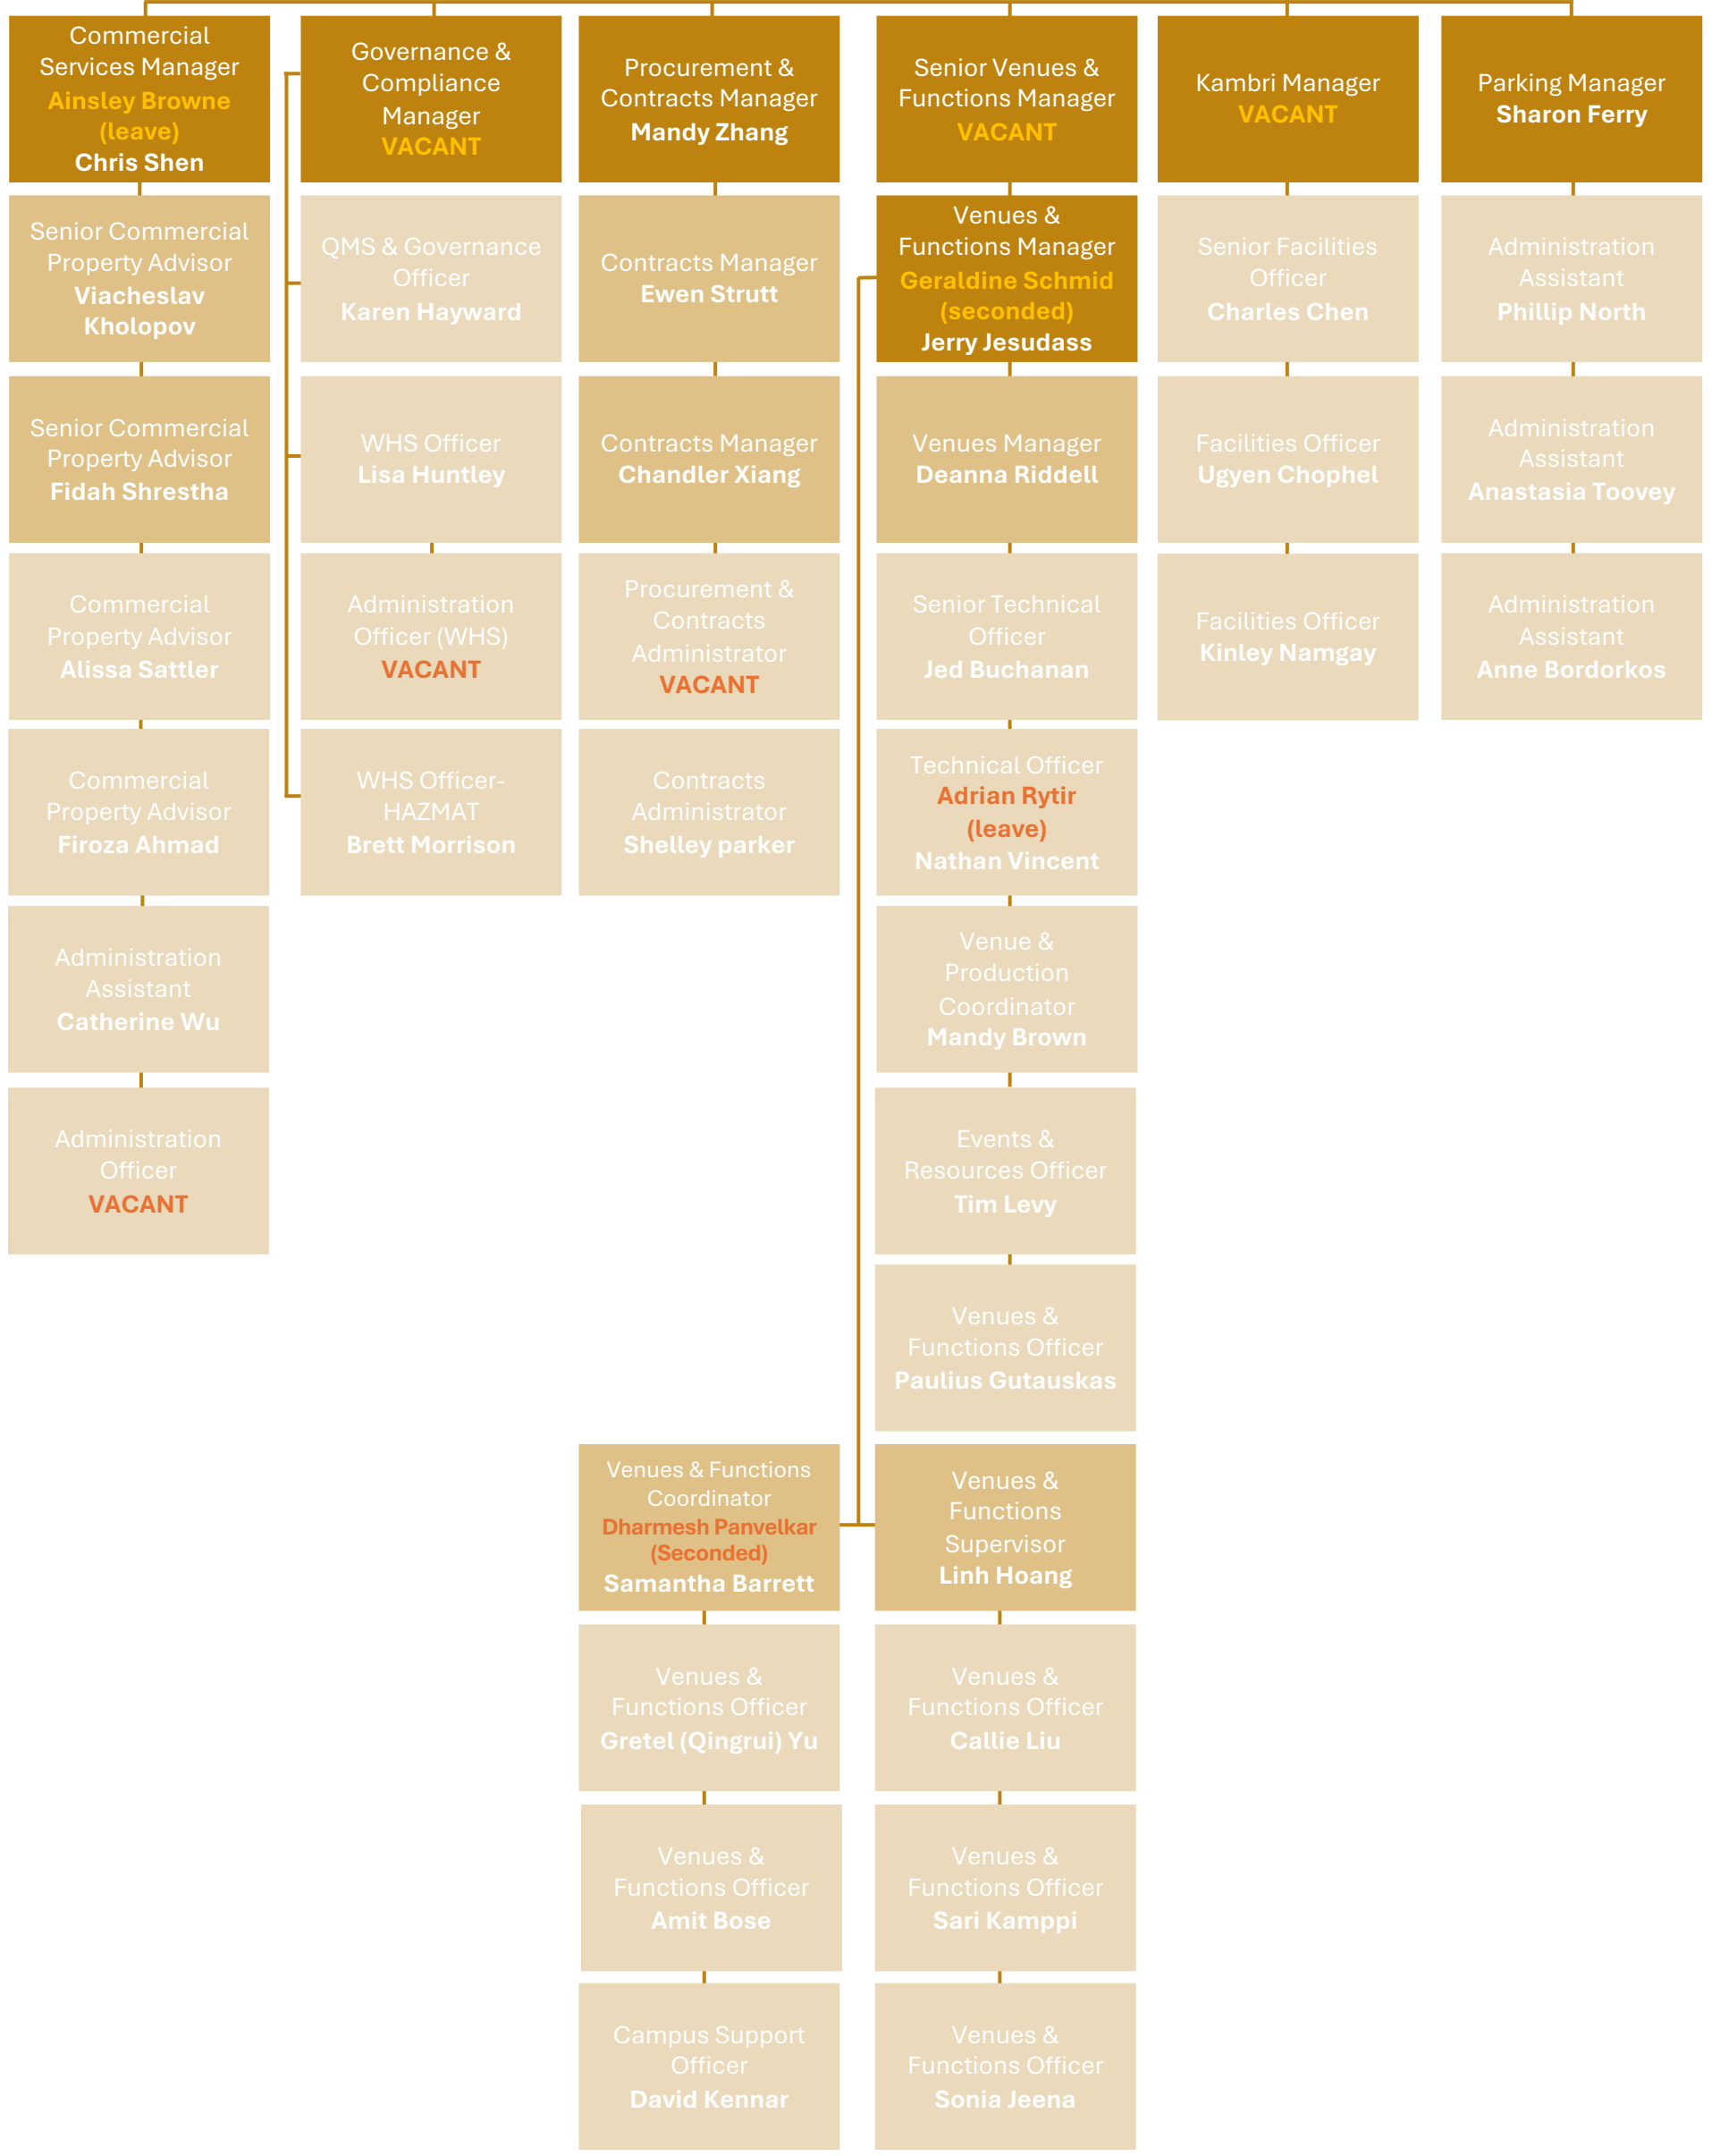 Commercial
Services Manager
Ainsley Browne
(leave)
Chris Shen
Governance &
Compliance
Manager
VACANT
Procurement &
Contracts Manager
Mandy Zhang
Senior Venues &
Functions Manager
VACANT
Kambri Manager
VACANT
Parking Manager
Sharon Ferry
Senior Commercial
Property Advisor
Viacheslav
Kholopov
QMS & Governance
Officer
Karen Hayward
Contracts Manager
Ewen Strutt
Venues &
Functions Manager
Geraldine Schmid
(seconded)
Jerry Jesudass
Senior Facilities
Officer
Charles Chen
Administration
Assistant
Phillip North
Senior Commercial
Property Advisor
Fidah Shrestha
WHS Officer
Lisa Huntley
Contracts Manager
Chandler Xiang
Venues Manager
Deanna Riddell
Facilities Officer
Ugyen Chophel
Administration
Assistant
Anastasia Toovey
Commercial
Property Advisor
Alissa Sattler
Administration
Officer (WHS)
VACANT
Procurement &
Contracts
Administrator
VACANT
Senior Technical
Officer
Jed Buchanan
Facilities Officer
Kinley Namgay
Administration
Assistant
Anne Bordorkos
Commercial
Property Advisor
Firoza Ahmad
WHS Officer-
HAZMAT
Brett Morrison
Contracts
Administrator
Shelley parker
Technical Officer
Adrian Rytir
(leave)
Nathan Vincent
Administration
Assistant
Catherine Wu
Venue &
Production
Coordinator
Mandy Brown
Administration
Officer
VACANT
Events &
Resources Officer
Tim Levy
Venues &
Functions Officer
Paulius Gutauskas
Venues & Functions
Coordinator
Dharmesh Panvelkar
(Seconded)
Samantha Barrett
Venues &
Functions
Supervisor
Linh Hoang
Venues &
Functions Officer
Gretel (Qingrui) Yu
Venues &
Functions Officer
Callie Liu
Venues &
Functions Officer
Amit Bose
Venues &
Functions Officer
Sari Kamppi
Campus Support
Officer
David Kennar
Venues &
Functions Officer
Sonia Jeena